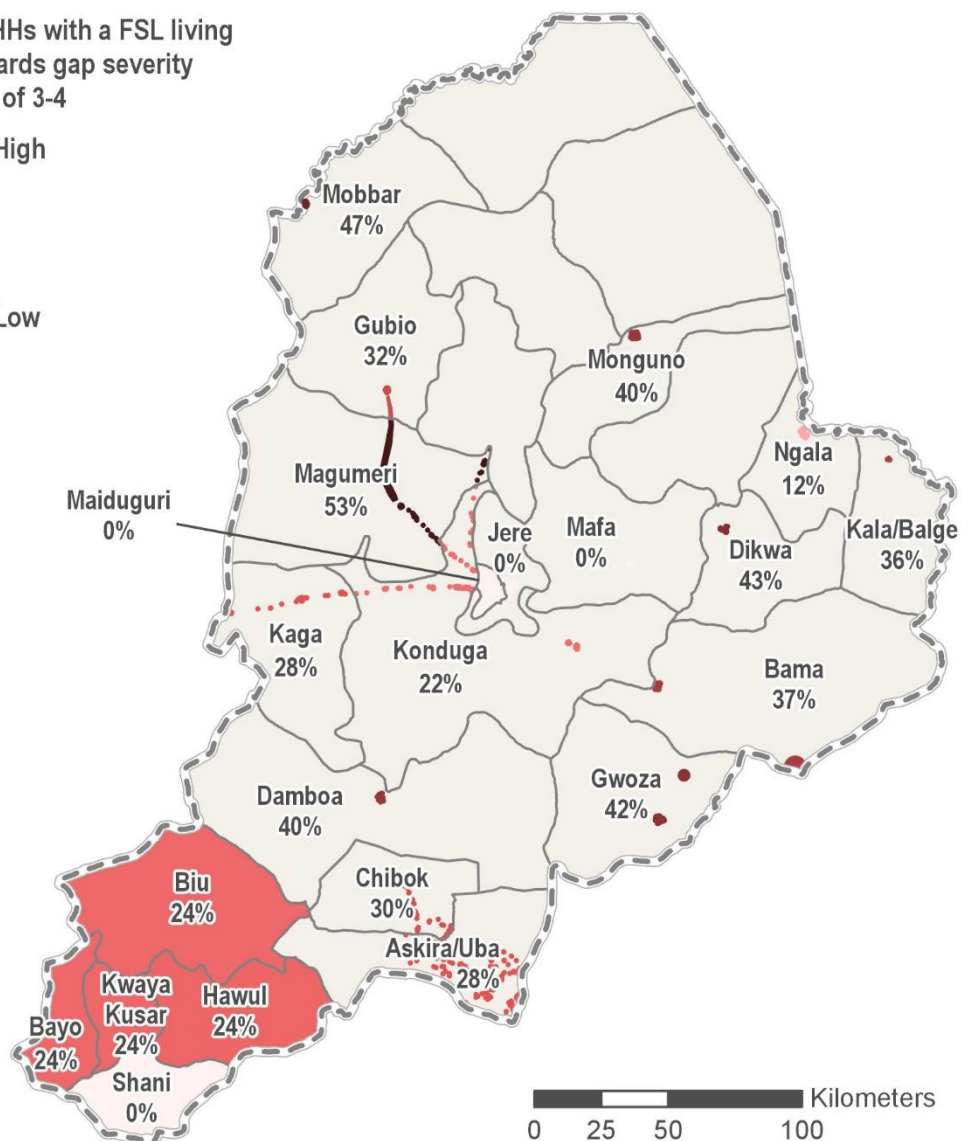 HHs with a FSL living
ards gap severity
of 3-4
High
Low
Mobbar
47%
Gubio
32%
Monguno
40%
Magumeri
53%
Maiduguri
0%
Jere
0%
Mafa
0%
Ngala
12%
Kala/Balge
36%
Dikwa
43%
Kaga
28%
Konduga
22%
Bama
37%
Gwoza
42%
Damboa
40%
Chibok
30%
Askira/Uba
28%
Biu
24%
Kwaya
Kusar
24%
Hawul
24%
Bayo
24%
Shani
0%
Kilometers
0 25 50 100